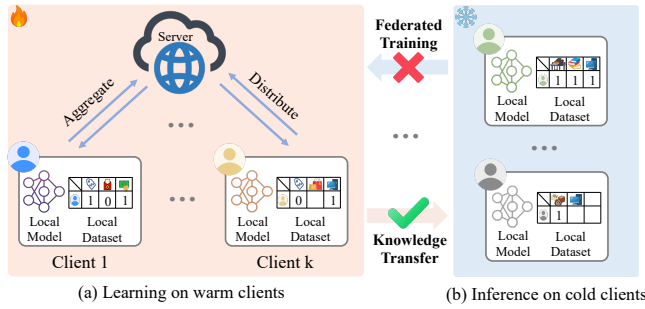 Server
Aggregate
Distribute
...
1 0 1
Local
Model
Local
Dataset
Client 1
...
0 1
Local
Model
Local
Dataset
Client k
(a) Learning on warm clients
Federated
Training
...
Knowledge
Transfer
1 1 1
Local
Model
Local
Dataset
...
1
Local
Model
Local
Dataset
(b) Inference on cold clients